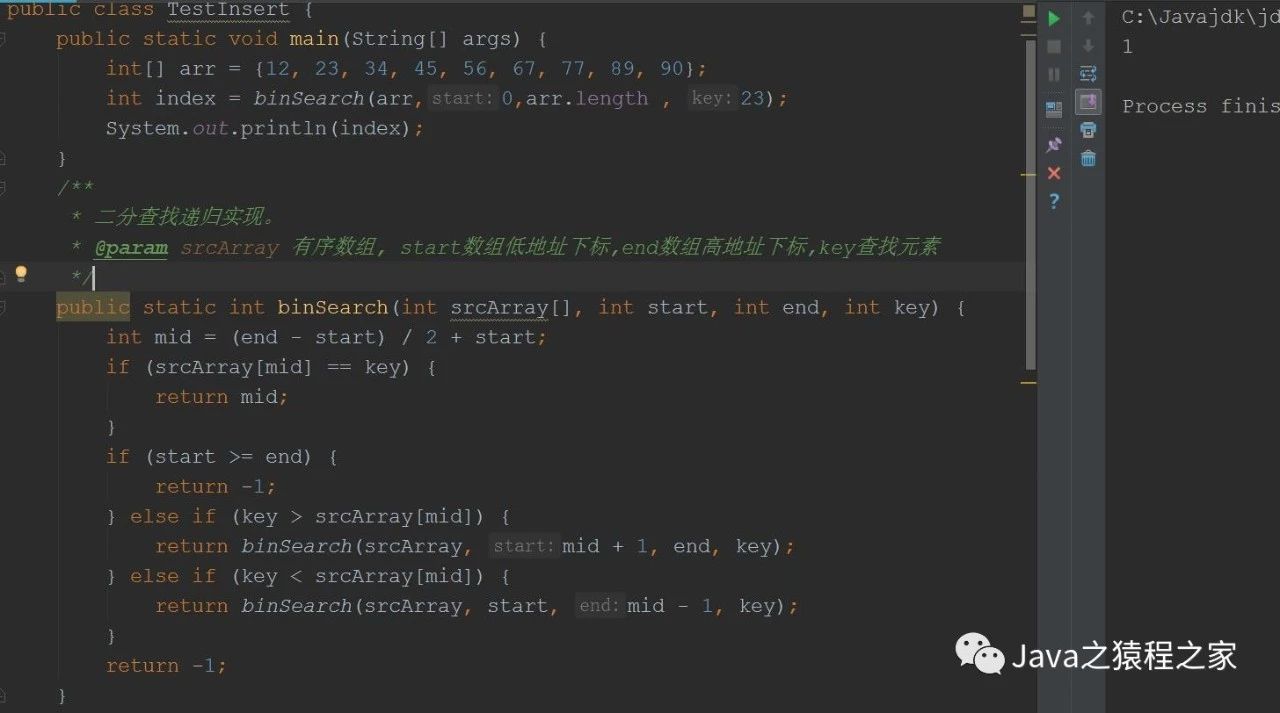 public class TestInsert {
public static void main(String[] args) {
int[] arr = {12, 23, 34, 45, 56, 67, 77, 89, 90};
int index = binSearch(arr, start: 0,arr.length , key: 23);
System.out.println(index);
}
/**
* 二分查找递归实现。
* @param srcArray 有序数组, start数组低地址下标,end数组高地址下标,key查找元素
*/
public static int binSearch(int srcArray[], int start, int end, int key) {
int mid = (end - start) / 2 + start;
if (srcArray[mid] == key) {
return mid;
}
if (start >= end) {
return -1;
} else if (key > srcArray[mid]) {
return binSearch(srcArray, start: mid + 1, end, key);
} else if (key < srcArray[mid]) {
return binSearch(srcArray, start, end: mid - 1, key);
}
return -1;
}
C:\Javajdk\jd
1
Process finis
Java之猿程之家